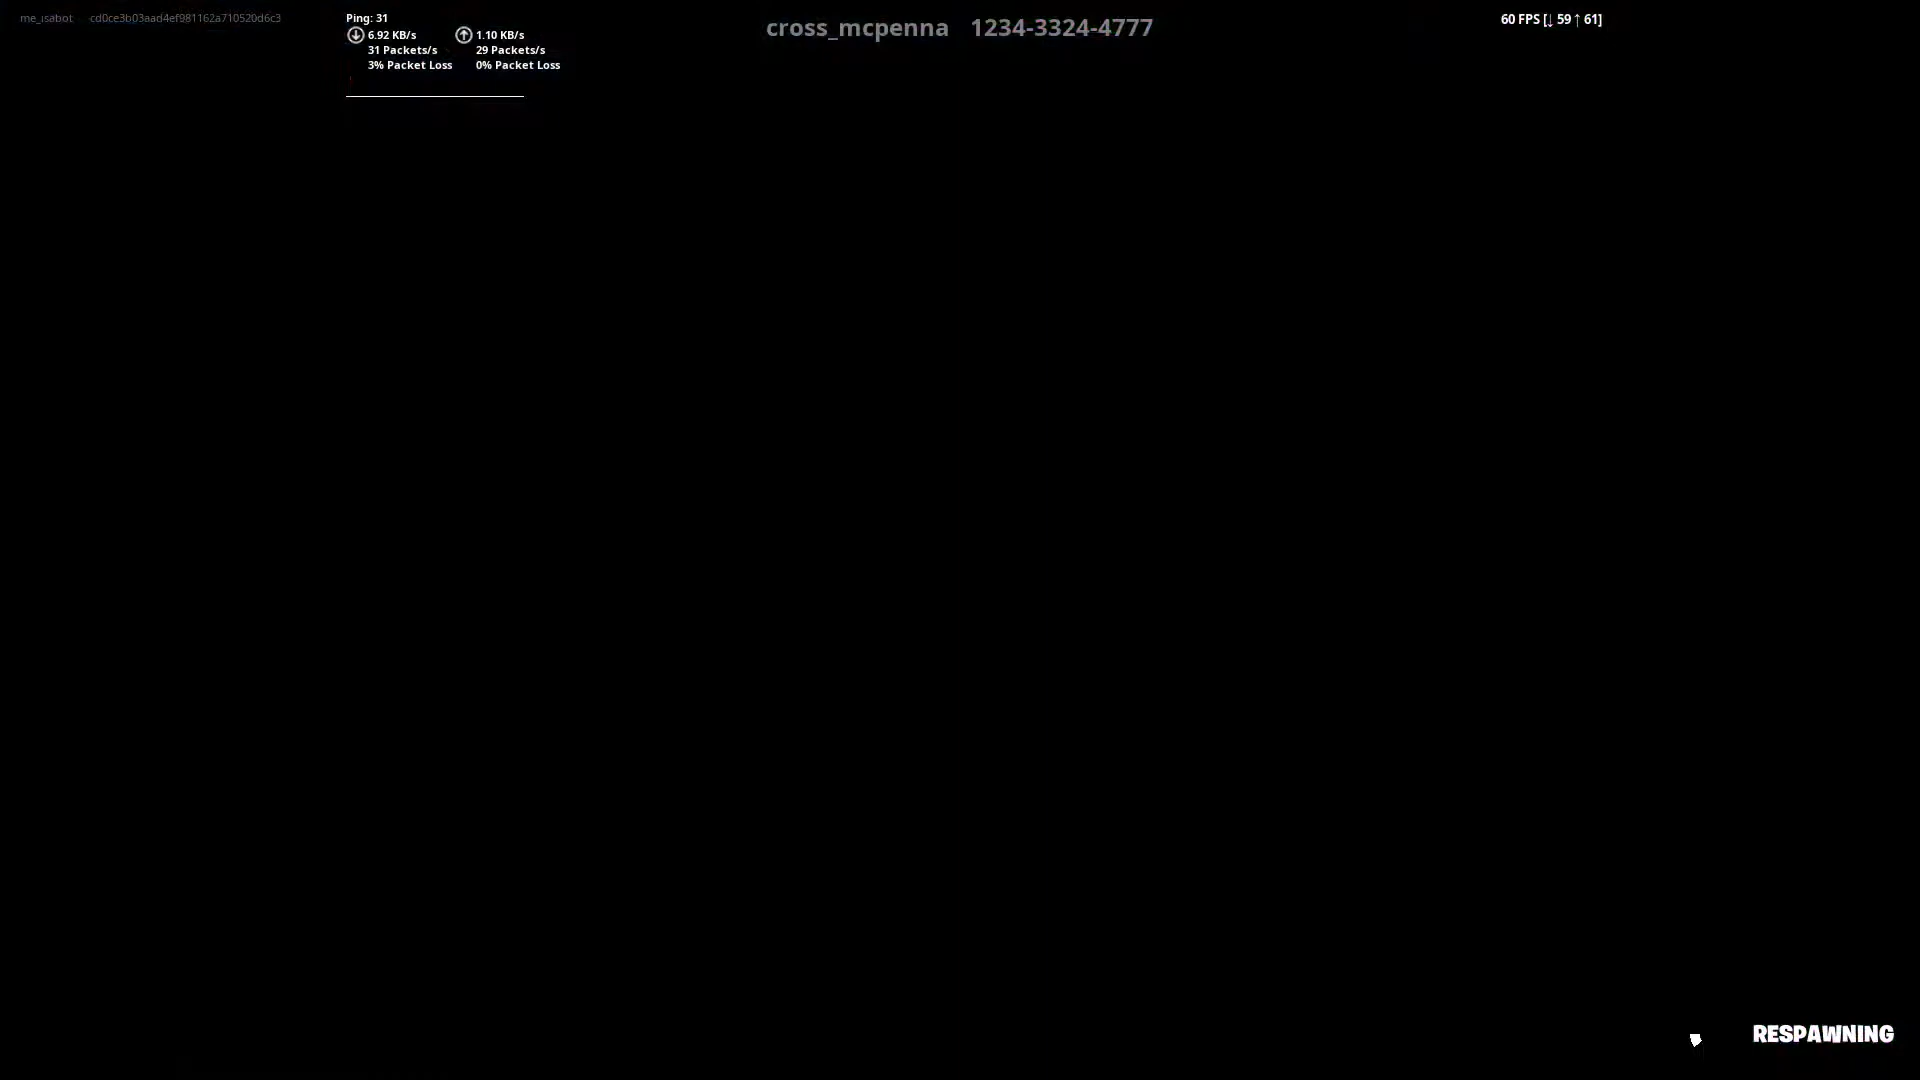 me_isabot cd0ce3b03aad4ef981162a710520d6c3
Ping: 31
6.92 KB/s 1.10 KB/s
31 Packets/s 29 Packets/s
3% Packet Loss 0% Packet Loss
cross_mcpenna 1234-3324-4777
60 FPS [↓ 59 ↑ 61]
RESPAWNING